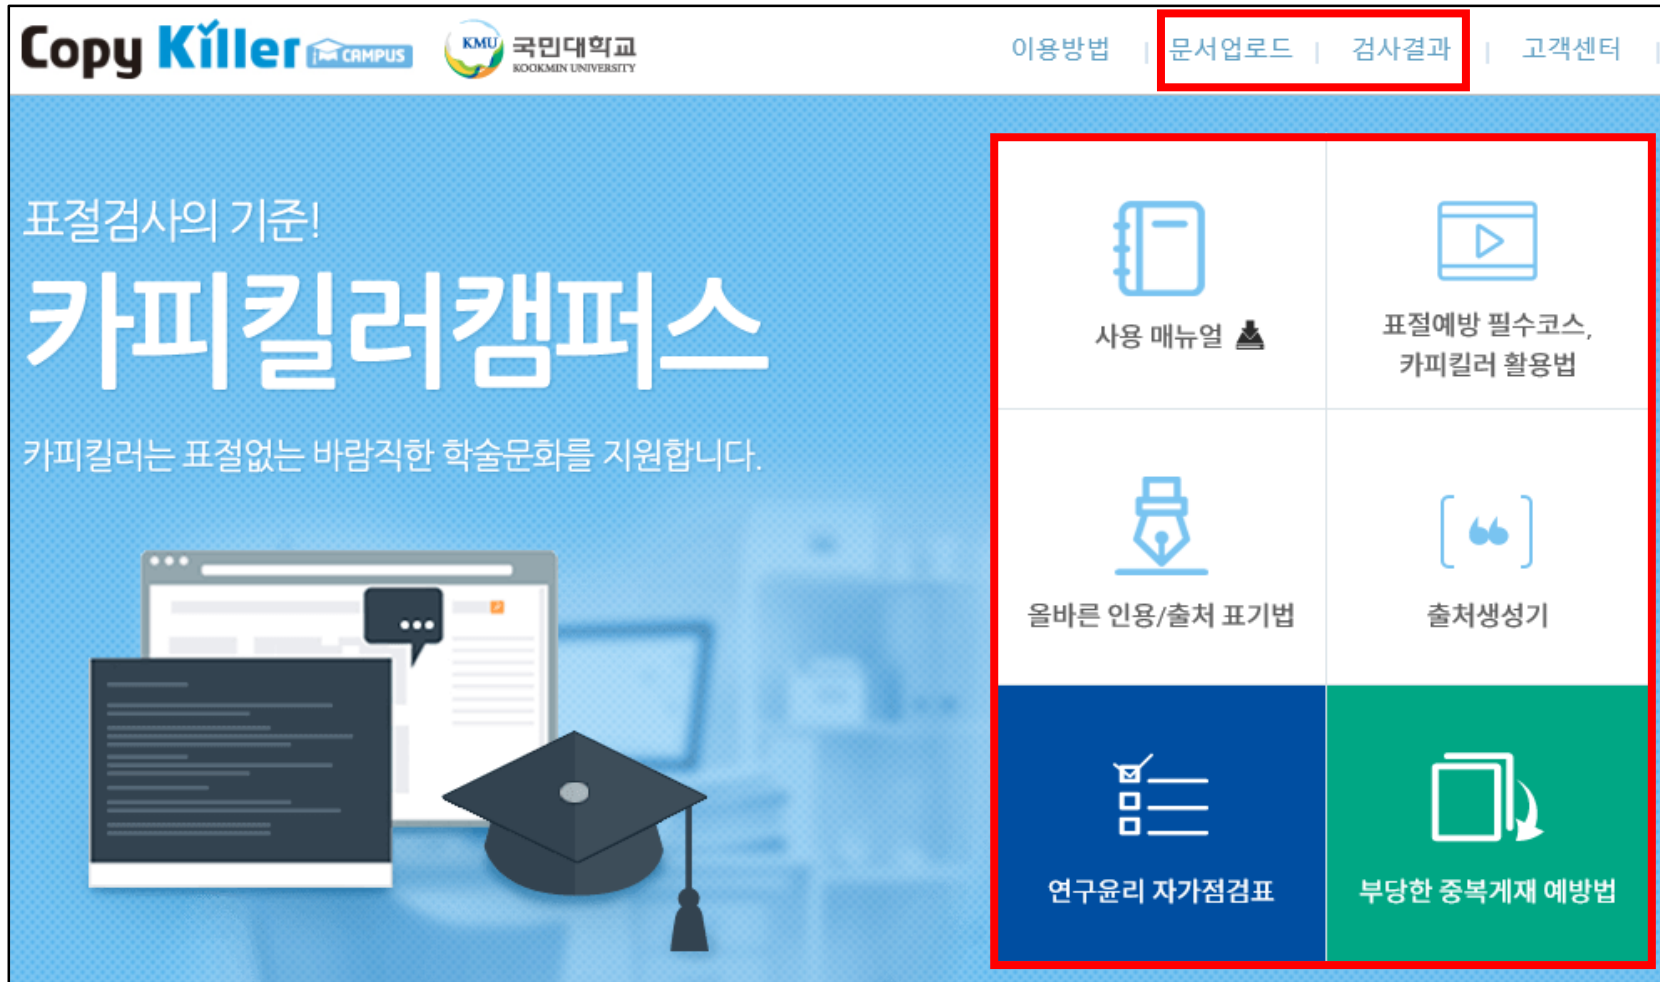 Copy Killer CAMPUS
KMU 국민대학교
KOOKMIN UNIVERSITY
이용방법 | 문서업로드 | 검사결과 | 고객센터 |
표절검사의 기준!
카피킬러캠퍼스
카피킬러는 표절없는 바람직한 학술문화를 지원합니다.
사용 매뉴얼
표절예방 필수코스,
카피킬러 활용법
올바른 인용/출처 표기법
출처생성기
연구윤리 자가점검표
부당한 중복게재 예방법